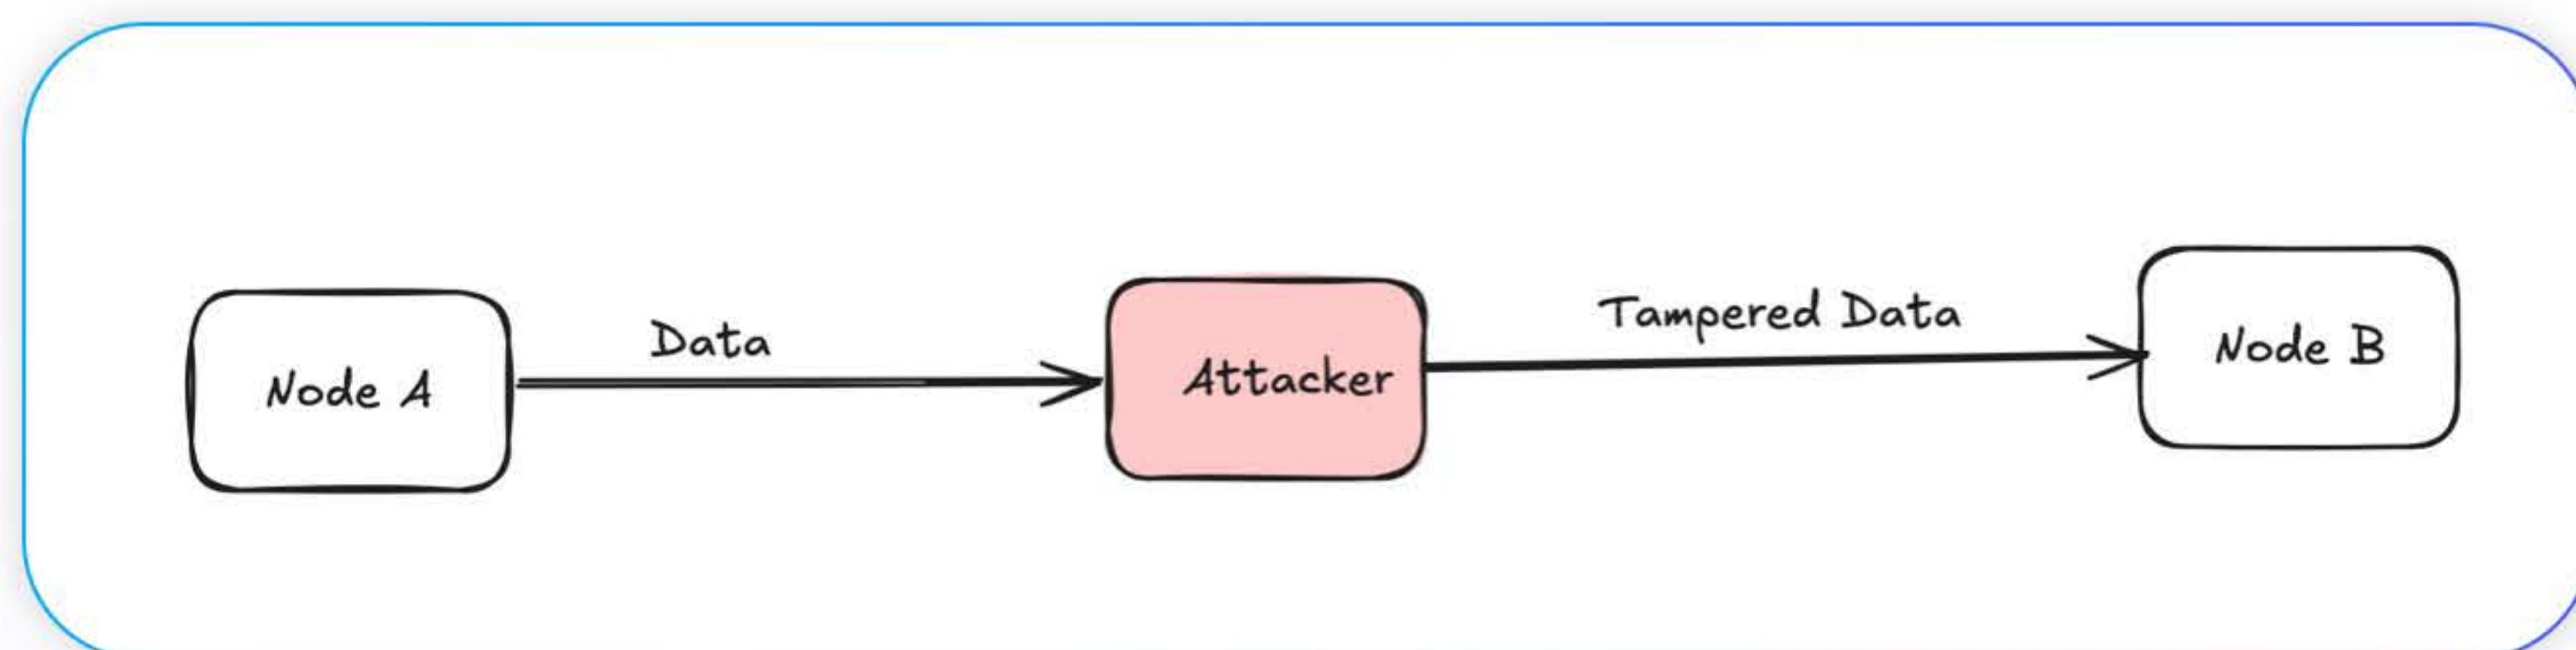 Node A
Data
Attacker
Tampered Data
Node B